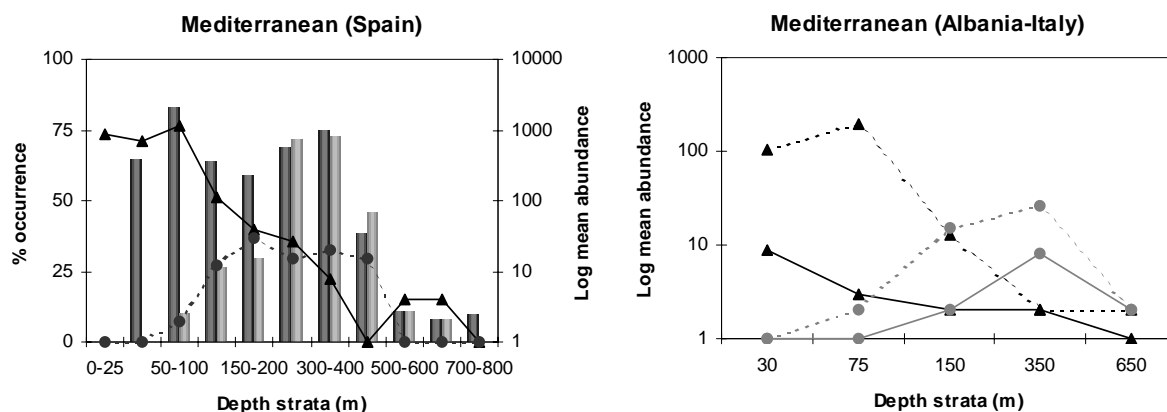 Mediterranean (Spain)
100
75
50
25
0
% occurrence
10000
1000
100
10
1
Log mean abundance
0-25 50-100 150-200 300-400 500-600 700-800
Depth strata (m)
Mediterranean (Albania-Italy)
1000
100
10
1
Log mean abundance
30 75 150 350 650
Depth strata (m)